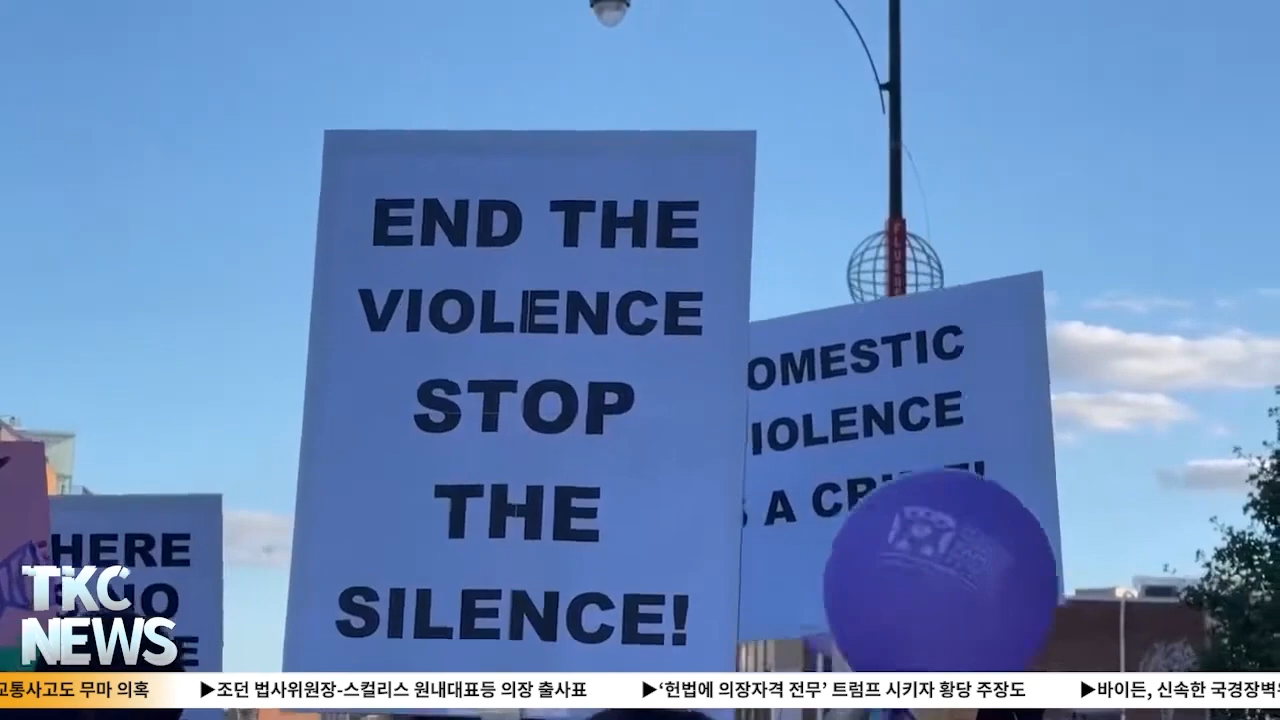 END THE
VIOLENCE
STOP
THE
SILENCE!
OMESTIC
IOLENCE
A
HERE
TKC
NEWS
교통사고도 무마 의혹 ▶조던 법사위원장-스컬리스 원내대표등 의장 출사표 ▶‘헌법에 의장자격 전무’ 트럼프 시키자 황당 주장도 ▶바이든, 신속한 국경장벽